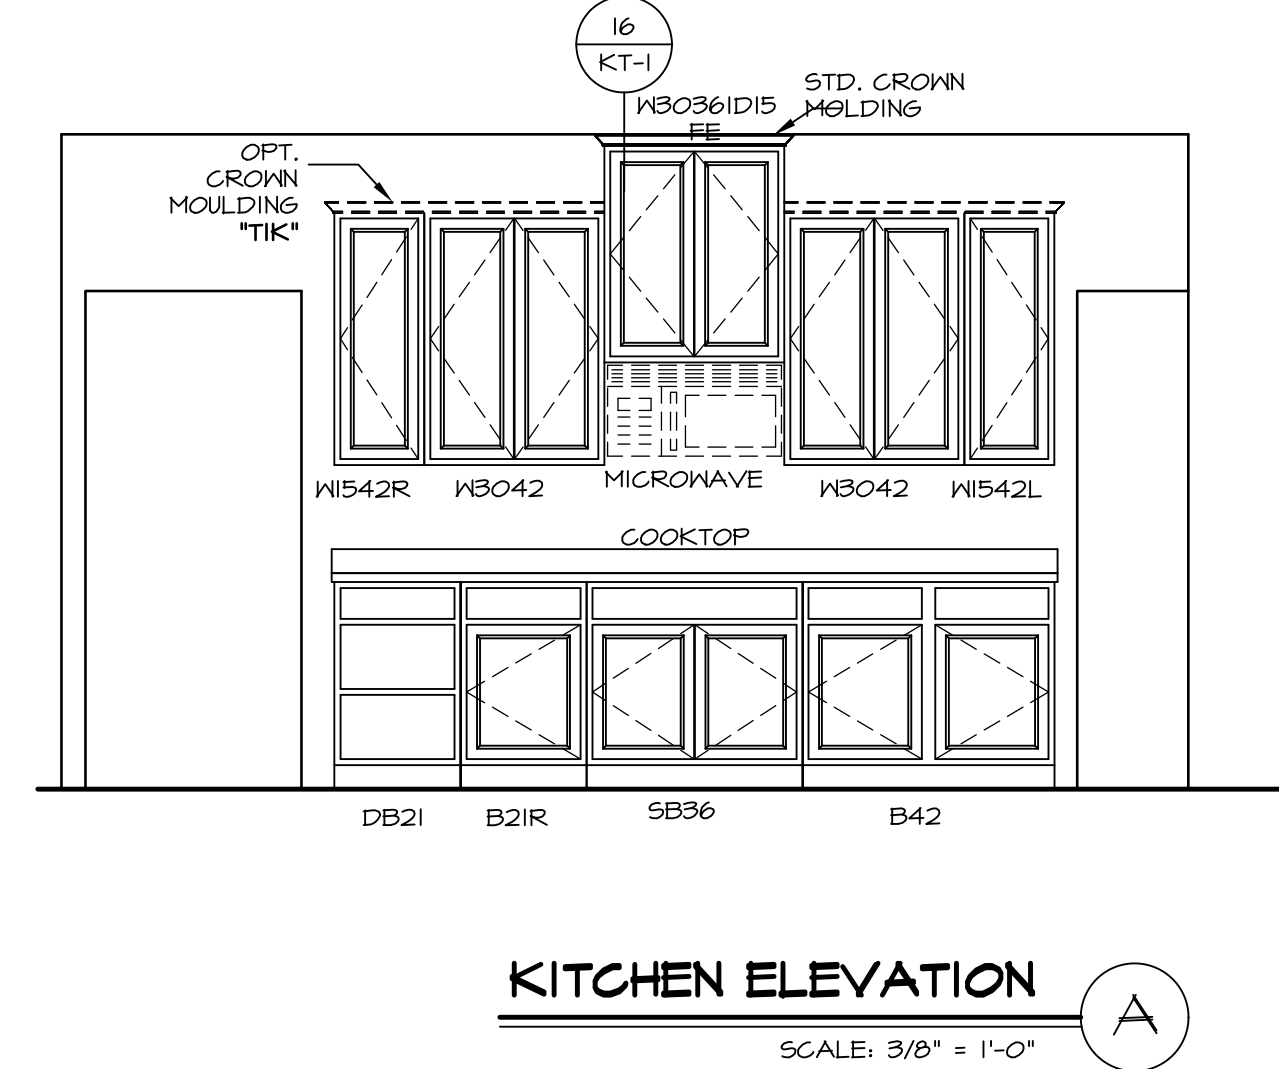 16
KT-1
W30361D15
FE
STD. CROWN
MOLDING
OPT.
CROWN
MOULDING
"TIK"
W1542R
W3042
MICROWAVE
W3042
W1542L
COOKTOP
DB21
B21R
SB36
B42
KITCHEN ELEVATION
A
SCALE: 3/8" = 1'-0"